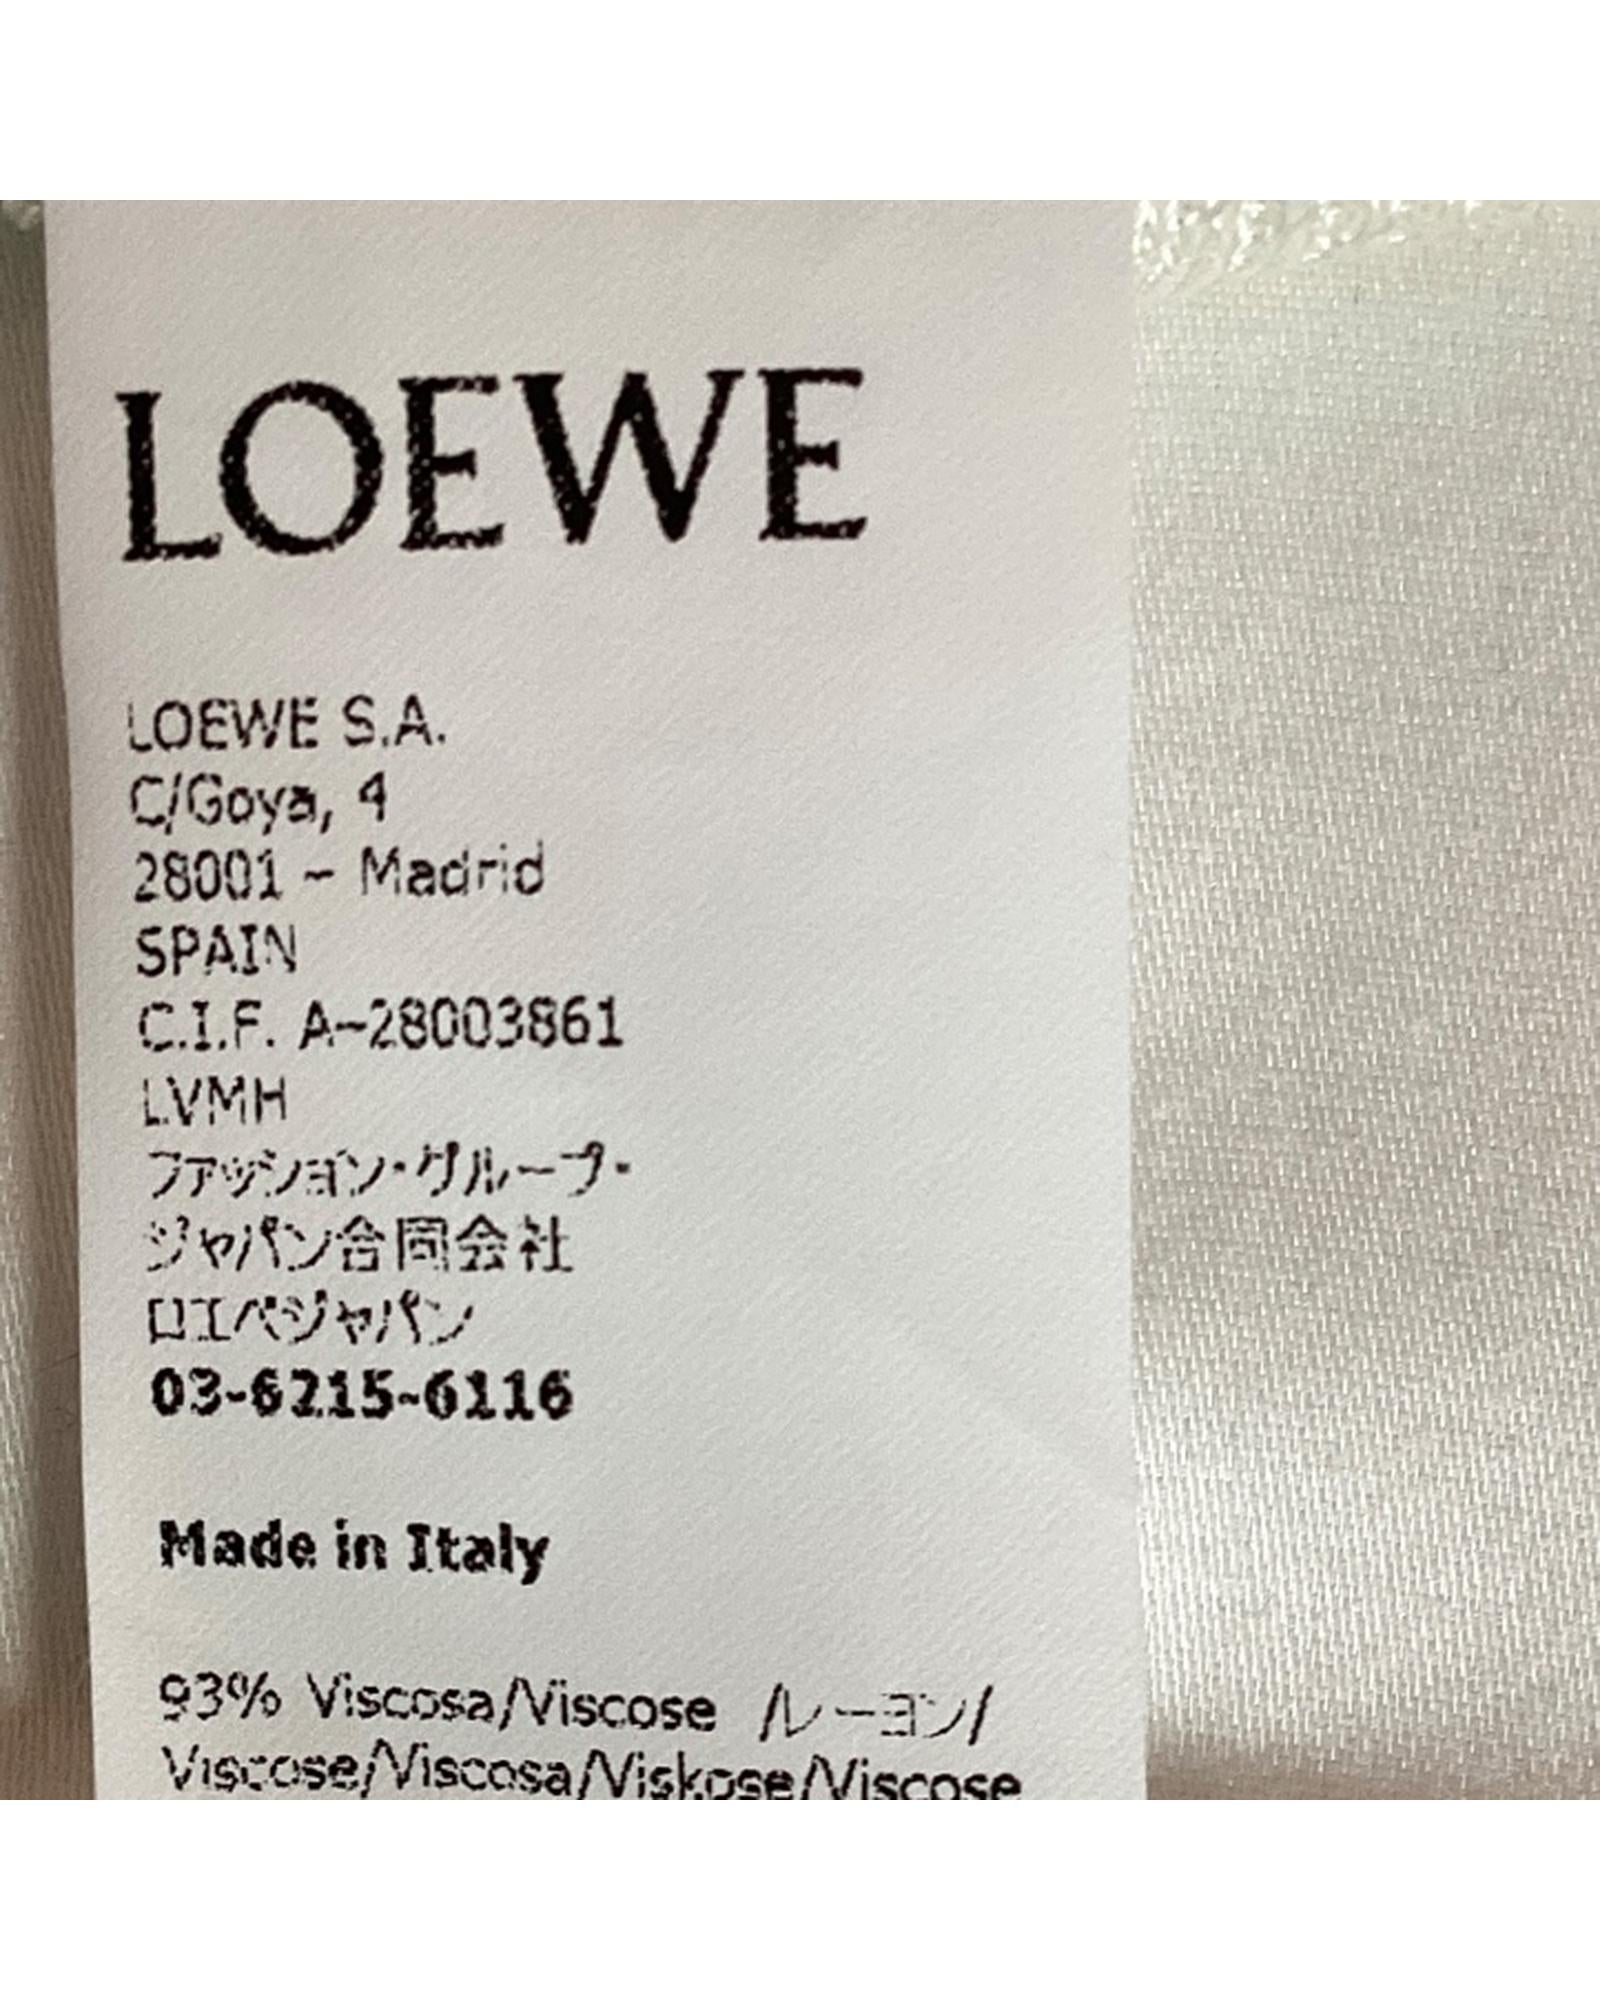 LOEWE
LOEWE S.A.
C/Goya, 4
28001 - Madrid
SPAIN
C.I.F. A-28003861
LVMH
ファッション・グループ・
ジャパン合同会社
ロエベジャパン
03-6215-6116
Made in Italy
93% Viscosa/Viscose /レーヨン/
Viscose/Viscosa/Viskose/Viscose